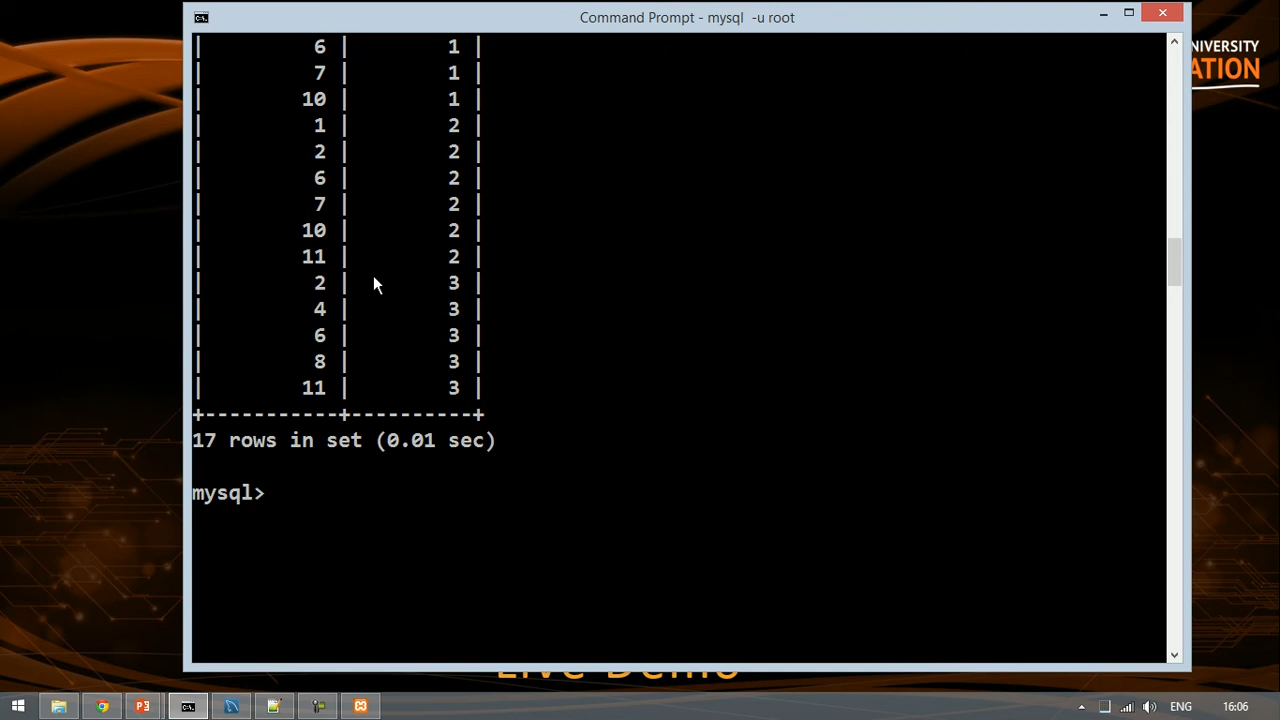 Command Prompt - mysql  -u root
|         6 |        1 |
|         7 |        1 |
|        10 |        1 |
|         1 |        2 |
|         2 |        2 |
|         6 |        2 |
|         7 |        2 |
|        10 |        2 |
|        11 |        2 |
|         2 |        3 |
|         4 |        3 |
|         6 |        3 |
|         8 |        3 |
|        11 |        3 |
+-----------+----------+
17 rows in set (0.01 sec)
mysql>
NIVERSITY
ATION
Live Demo
ENG
16:06